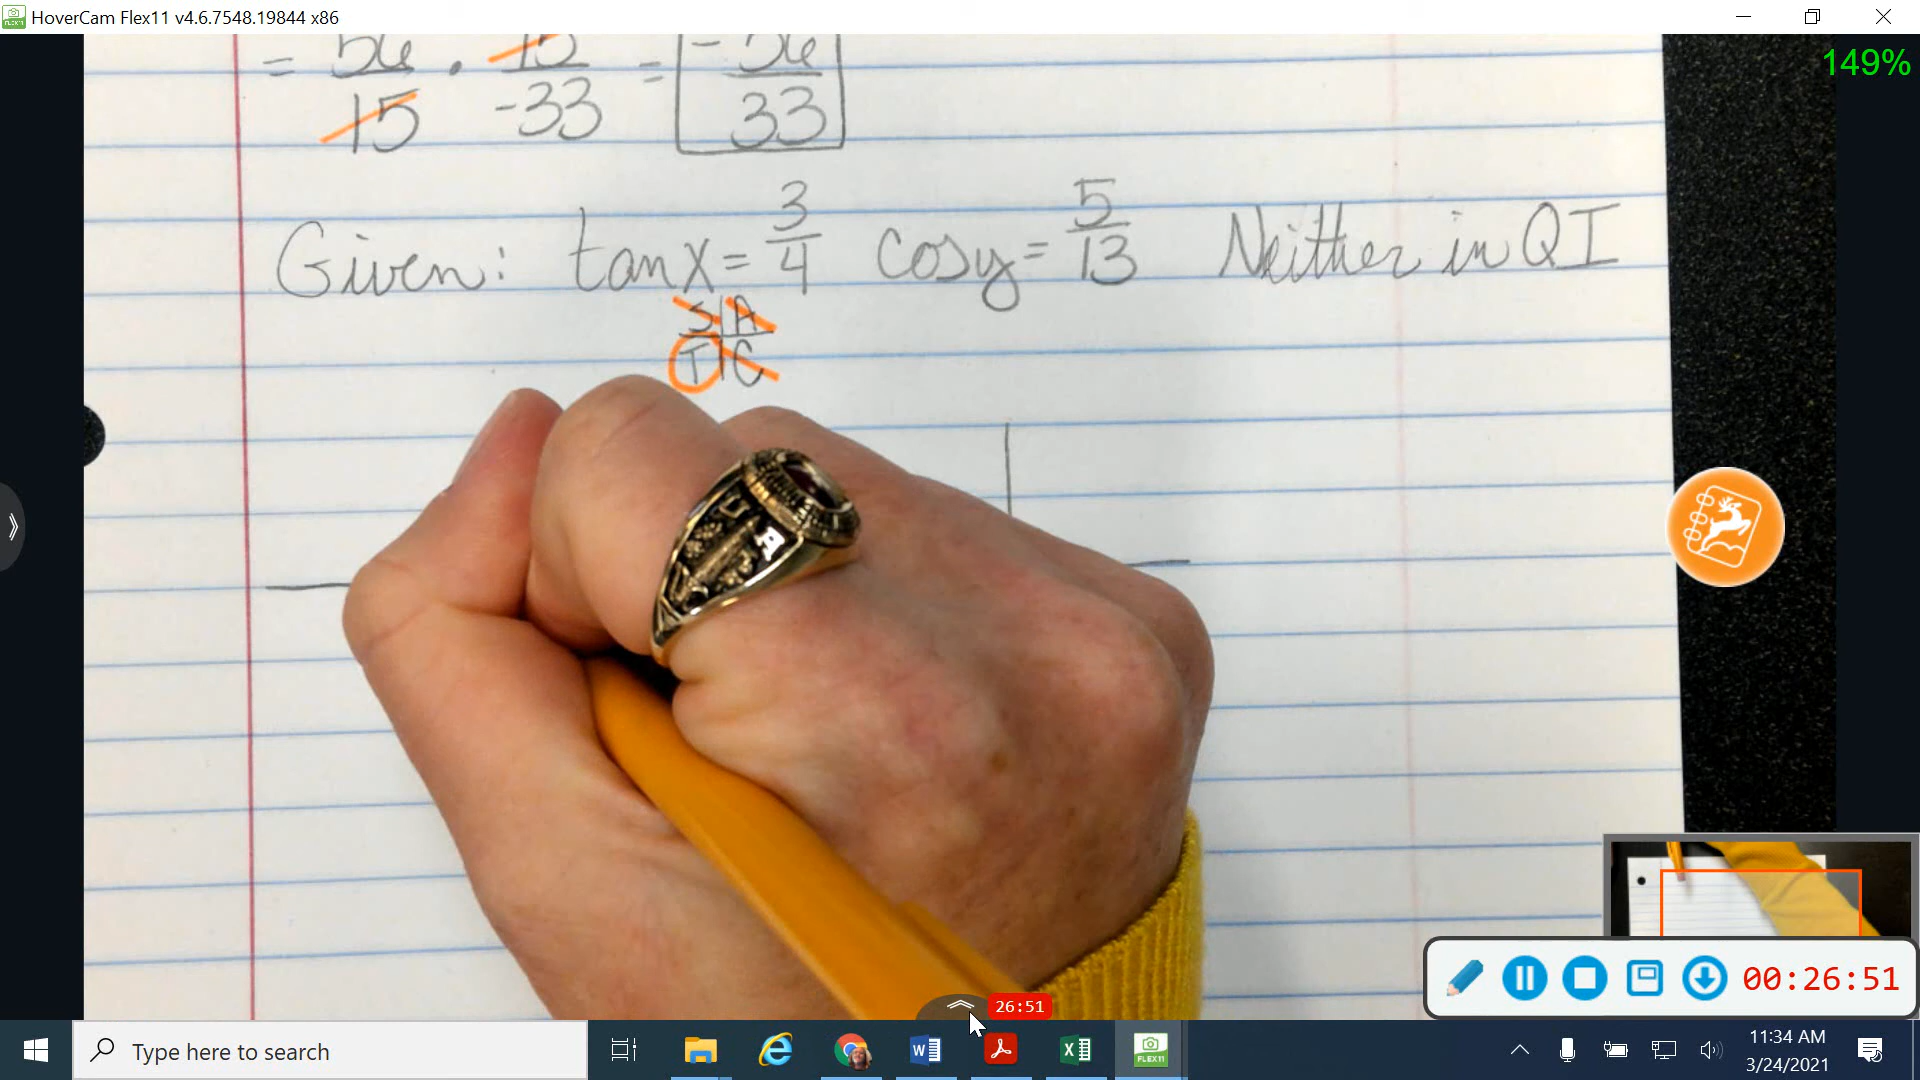 HoverCam Flex11 v4.6.7548.19844 x86
149%
= 56/15 · 15/-33 = -56/33
Given: tan x = 3/4 cos y = 5/13 Neither in QI
S A
T C
A
26:51
00:26:51
Type here to search
FLEX11
11:34 AM
3/24/2021